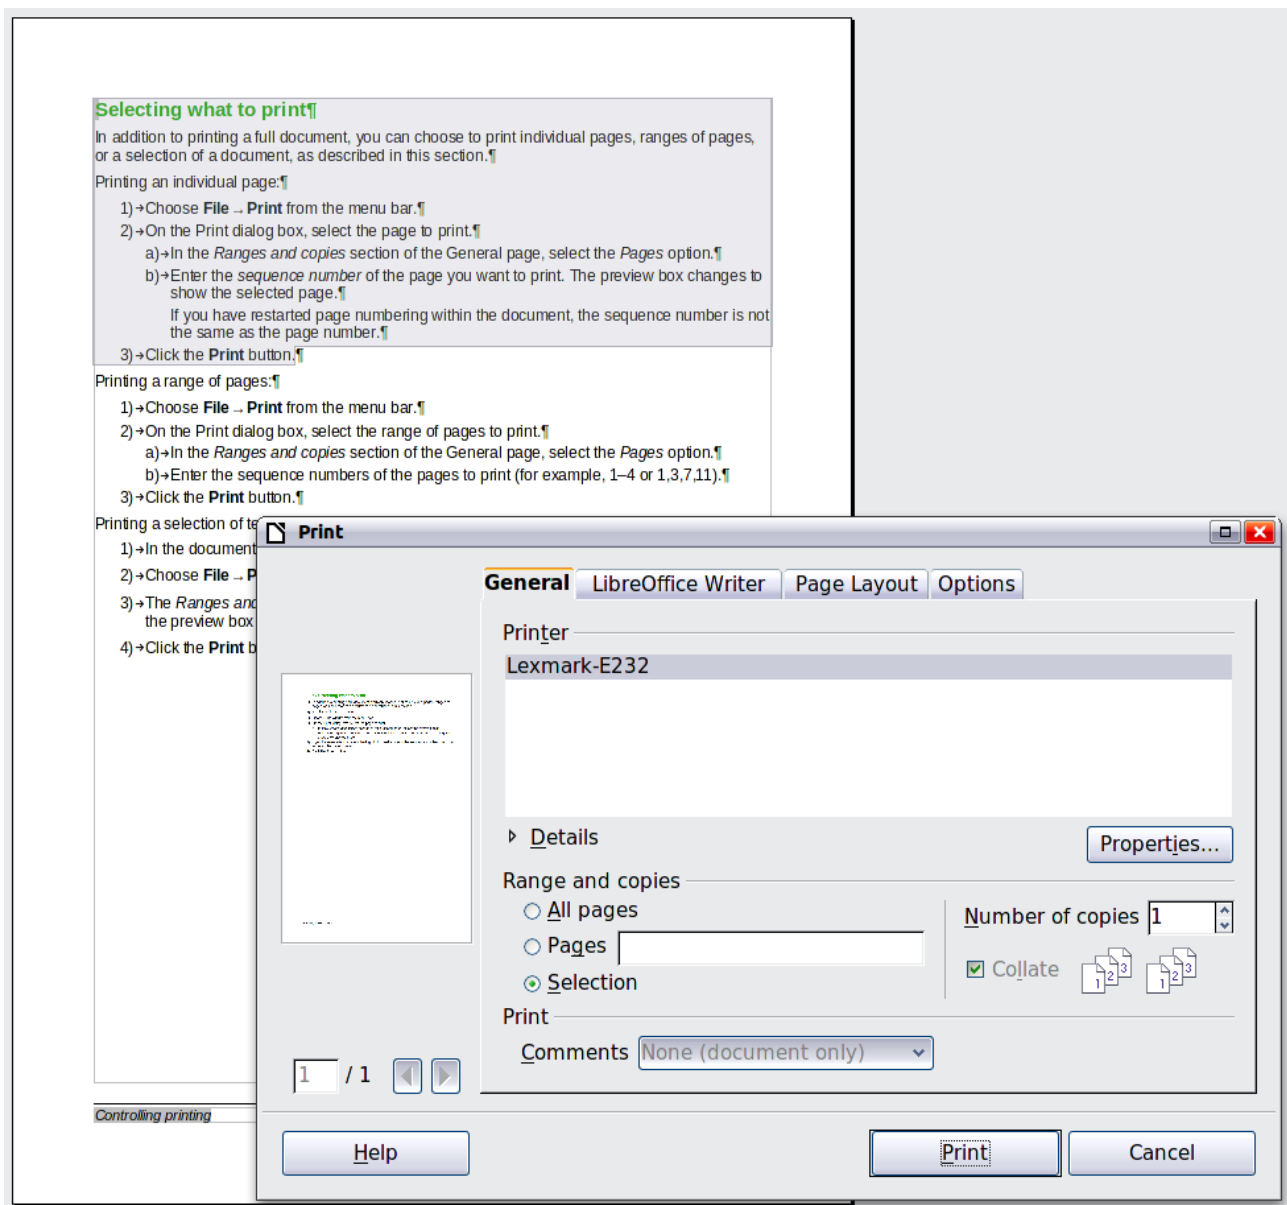 Selecting what to print¶
In addition to printing a full document, you can choose to print individual pages, ranges of pages,
or a selection of a document, as described in this section.¶
Printing an individual page:¶
1)→Choose File → Print from the menu bar.¶
2)→On the Print dialog box, select the page to print.¶
a)→In the Ranges and copies section of the General page, select the Pages option.¶
b)→Enter the sequence number of the page you want to print. The preview box changes to
show the selected page.¶
If you have restarted page numbering within the document, the sequence number is not
the same as the page number.¶
3)→Click the Print button.¶
Printing a range of pages:¶
1)→Choose File → Print from the menu bar.¶
2)→On the Print dialog box, select the range of pages to print.¶
a)→In the Ranges and copies section of the General page, select the Pages option.¶
b)→Enter the sequence numbers of the pages to print (for example, 1–4 or 1,3,7,11).¶
3)→Click the Print button.¶
Printing a selection of te
1)→In the document
2)→Choose File → P
3)→The Ranges and
the preview box
4)→Click the Print b
Controlling printing
Print
General LibreOffice Writer Page Layout Options
Printer
Lexmark-E232
Details
Properties...
Range and copies
All pages
Pages
Selection
Number of copies 1
Collate 1 2 3 1 2 3
Print
Comments None (document only)
1 / 1
Help Print Cancel